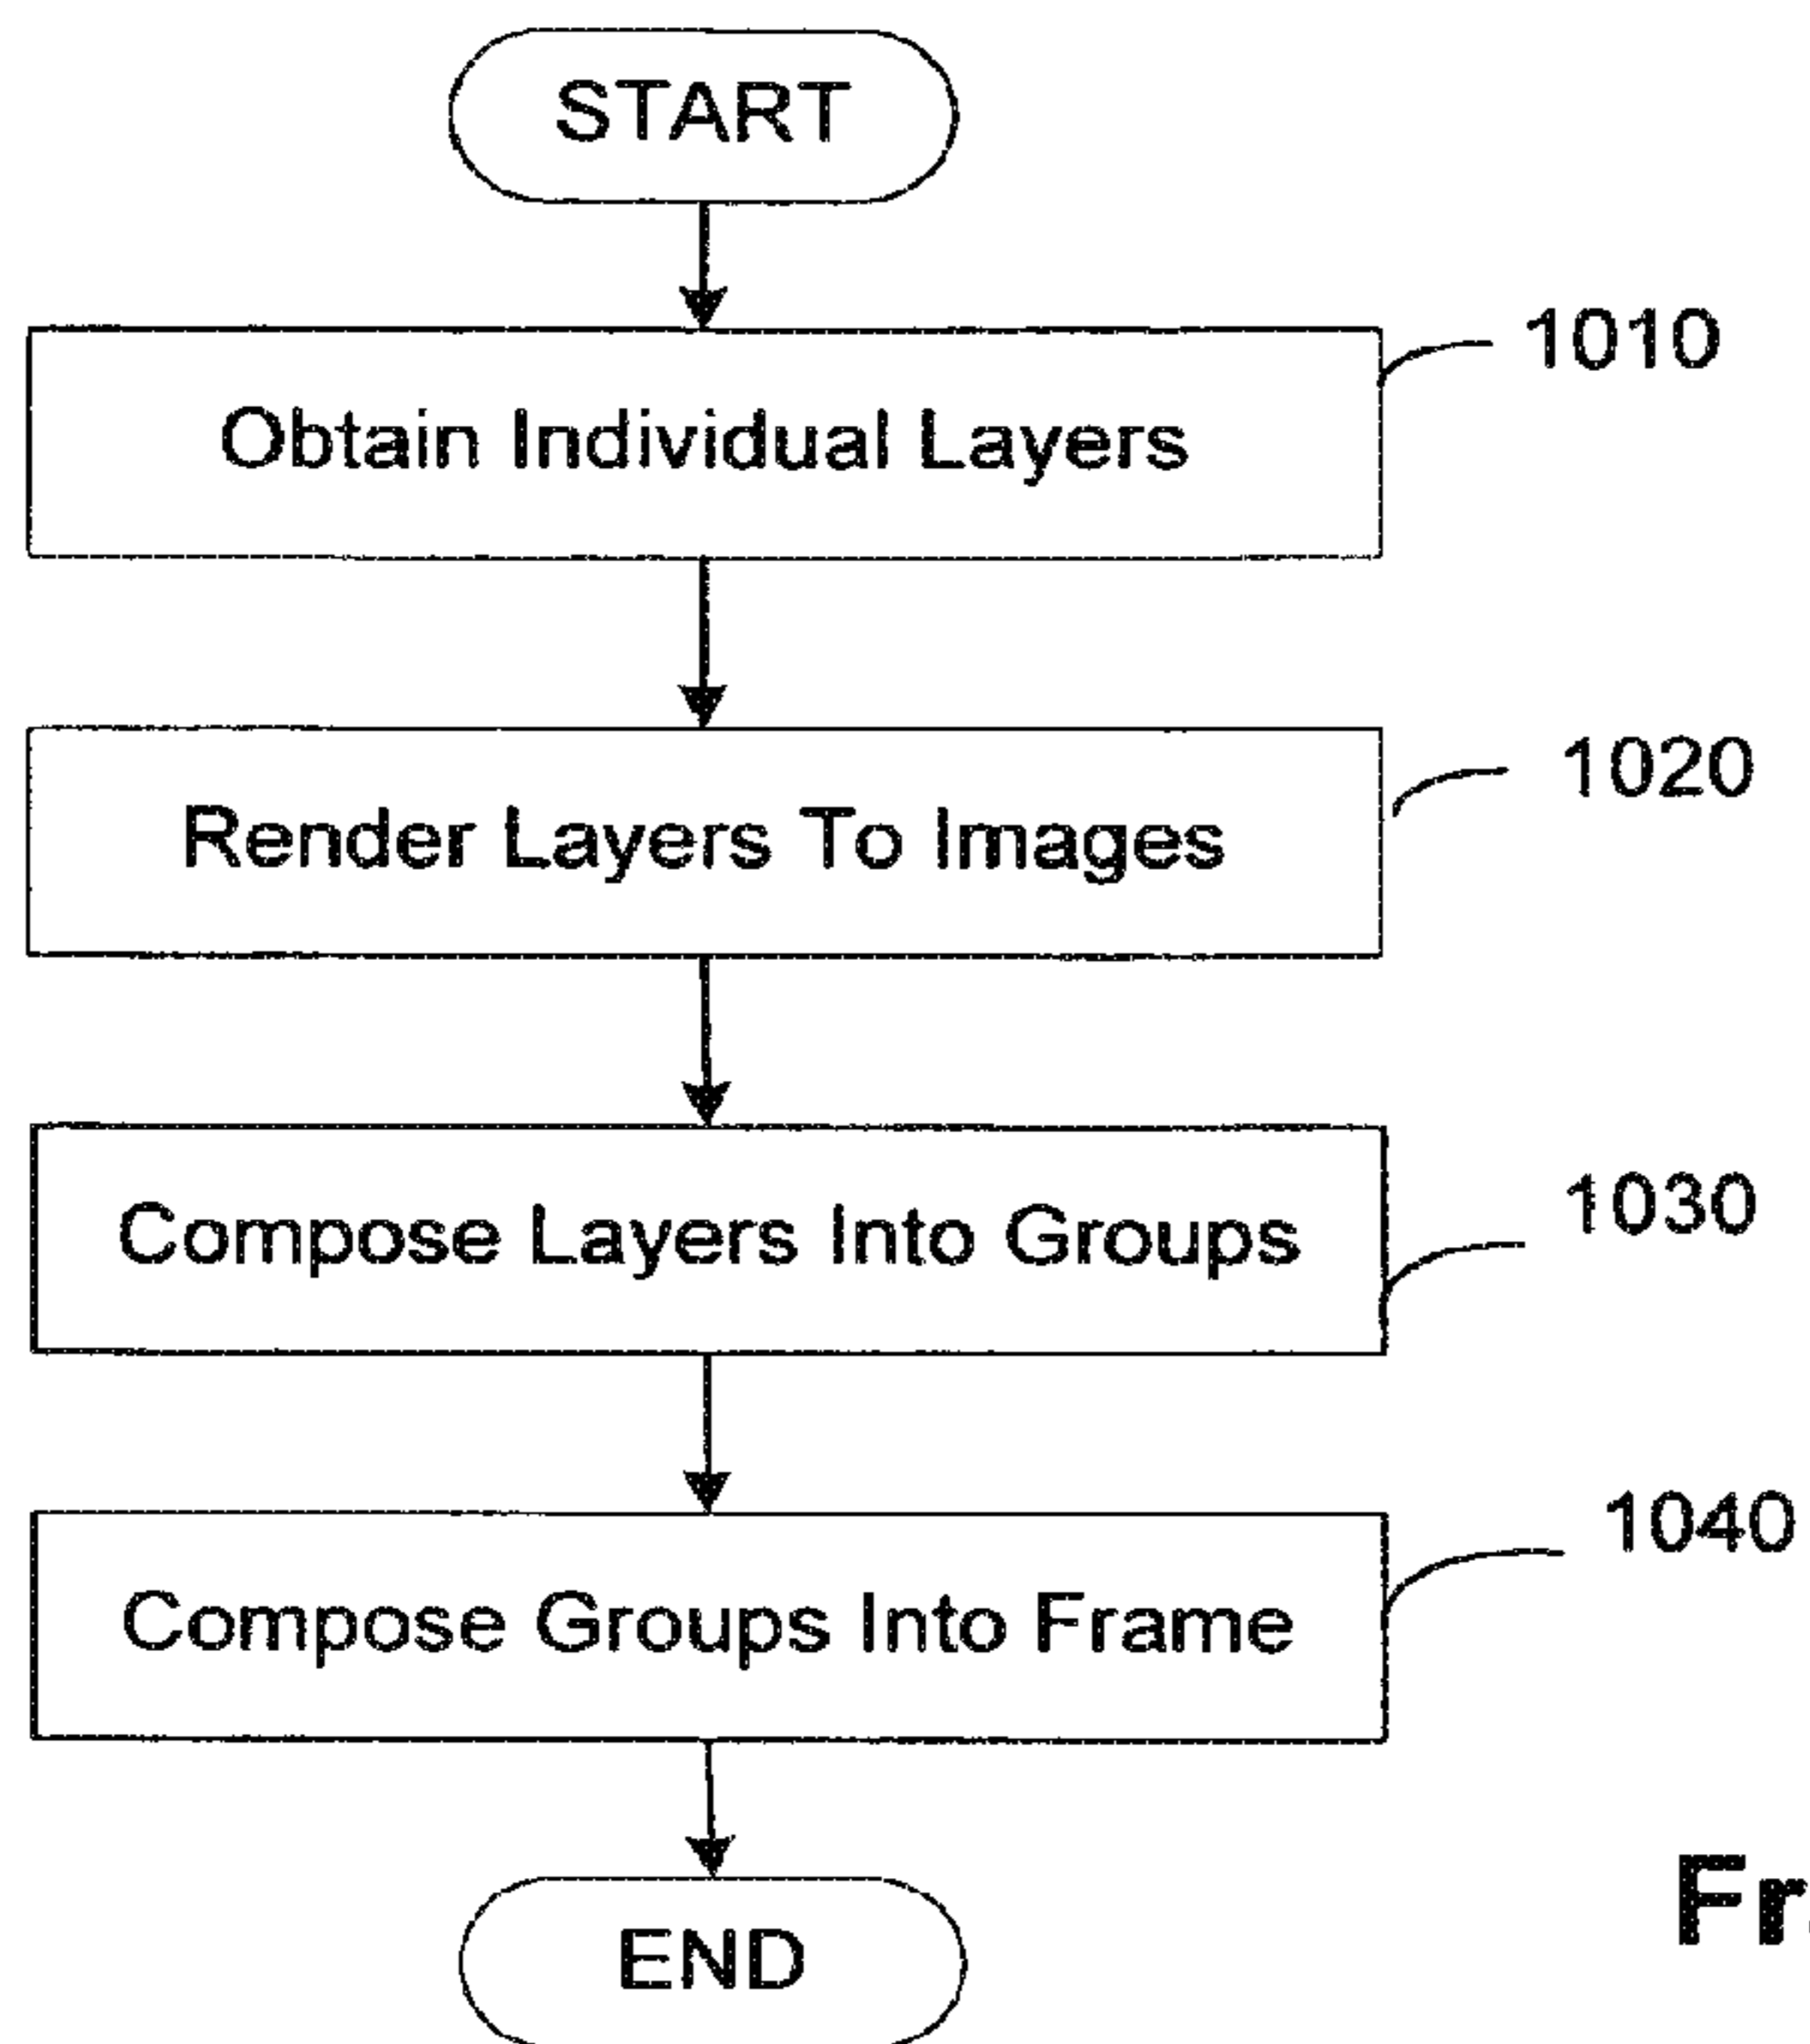 START
1010
Obtain Individual Layers
1020
Render Layers To Images
1030
Compose Layers Into Groups
1040
Compose Groups Into Frame
END